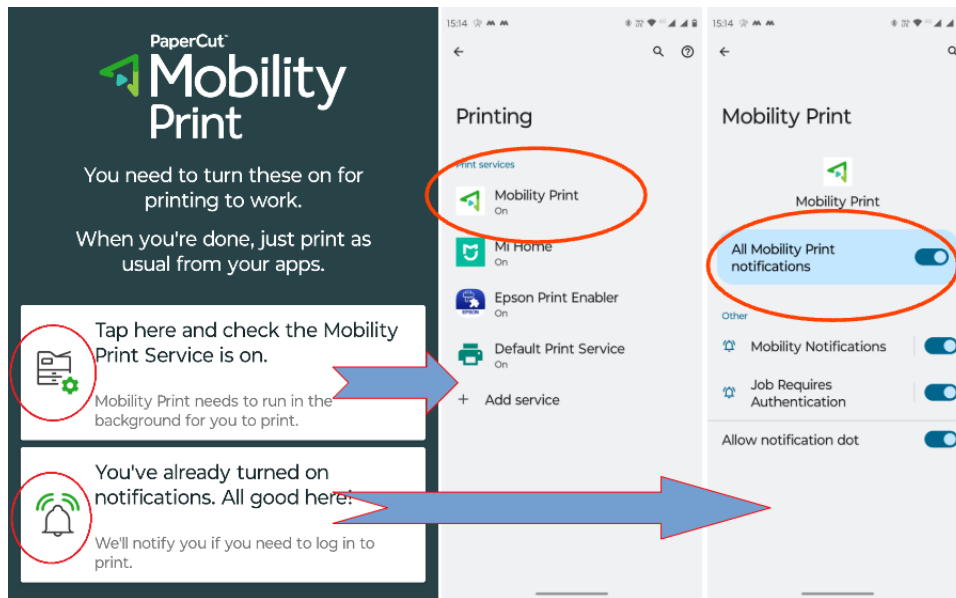 PaperCut
Mobility
Print
You need to turn these on for
printing to work.
When you're done, just print as
usual from your apps.
Tap here and check the Mobility
Print Service is on.
Mobility Print needs to run in the
background for you to print.
You've already turned on
notifications. All good here!
We'll notify you if you need to log in to
print.
15:14
Printing
Print services
Mobility Print
On
Mi Home
On
EPSON
Epson Print Enabler
On
Default Print Service
On
+ Add service
15:14
Mobility Print
Mobility Print
All Mobility Print
notifications
Other
Mobility Notifications
Job Requires
Authentication
Allow notification dot